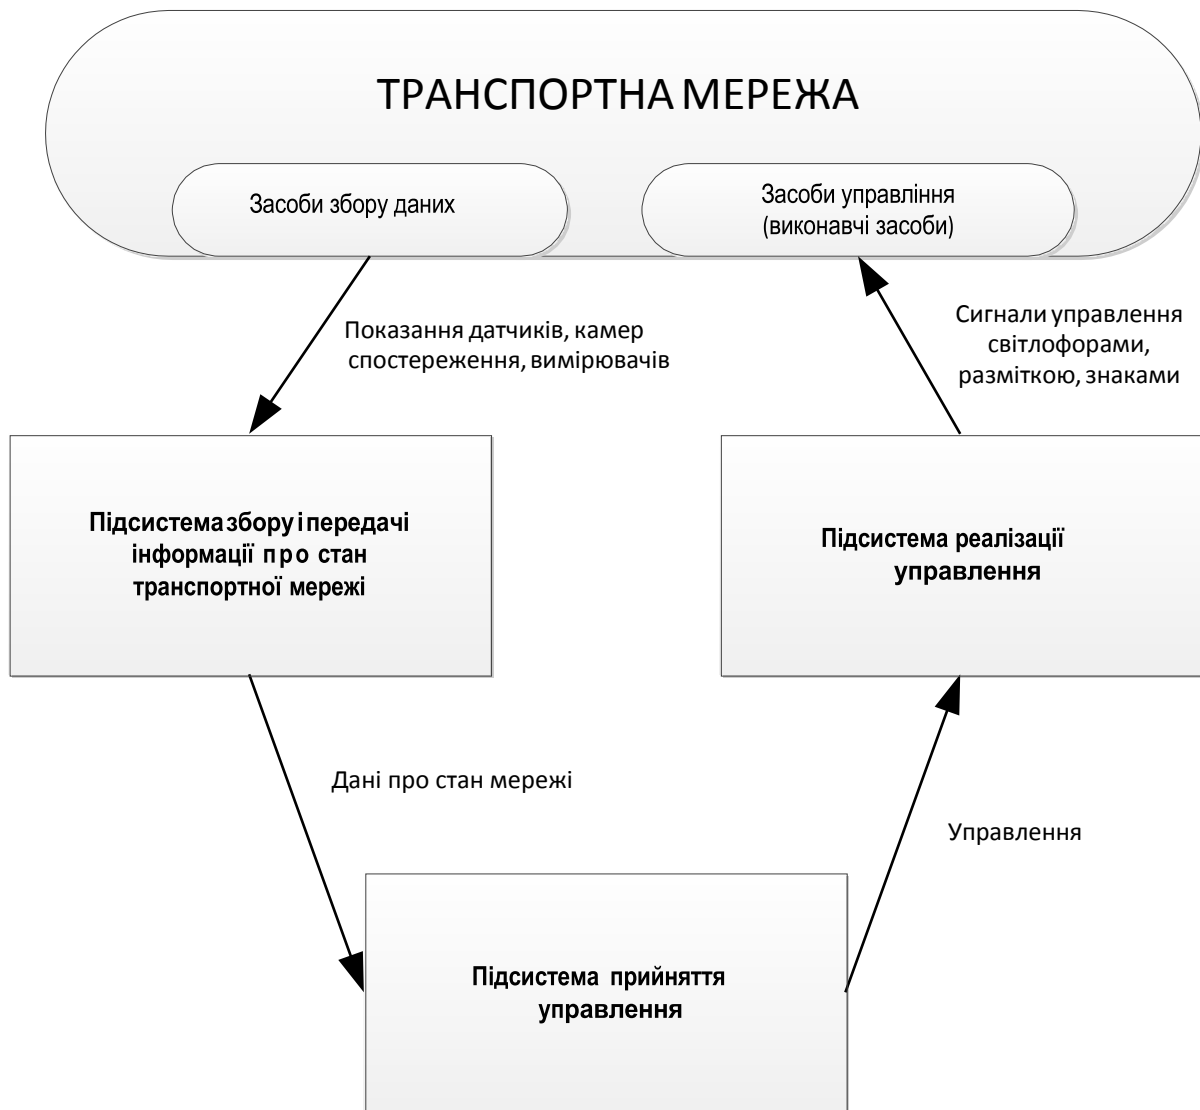 ТРАНСПОРТНА МЕРЕЖА
Засоби збору даних
Засоби управління
(виконавчі засоби)
Показання датчиків, камер
спостереження, вимірювачів
Сигнали управління
світлофорами,
разміткою, знаками
Підсистема збору і передачі
інформації про стан
транспортної мережі
Підсистема реалізації
управління
Дані про стан мережі
Управління
Підсистема прийняття
управління